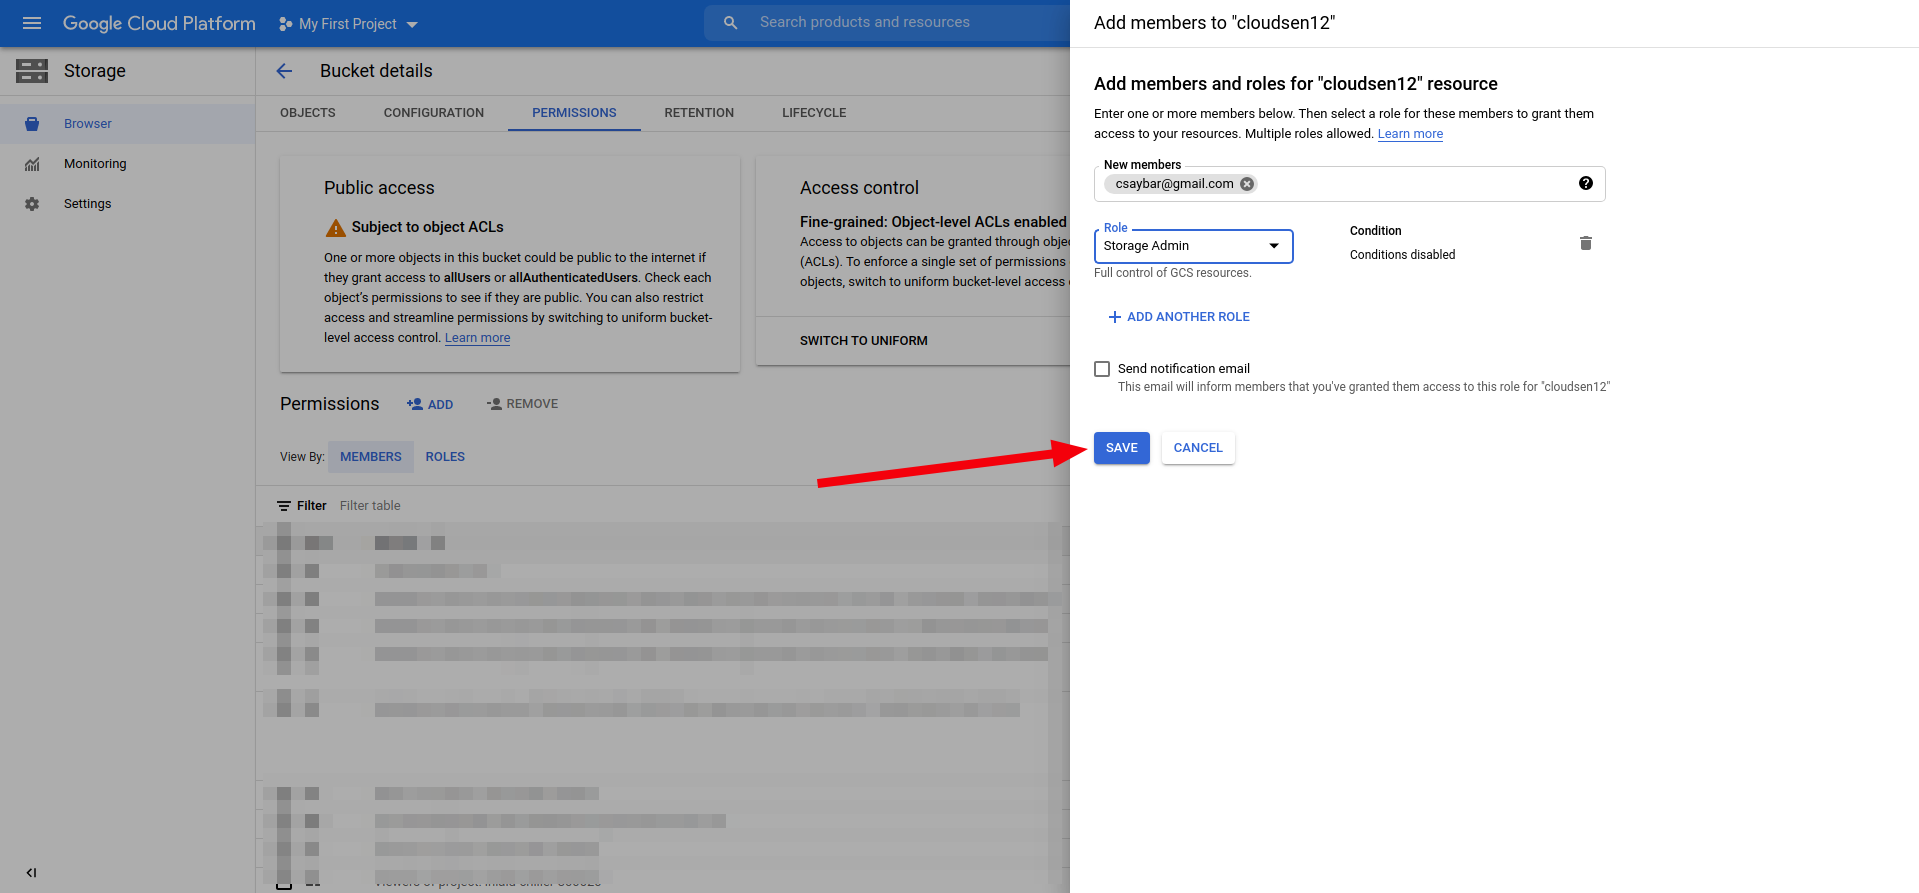 Google Cloud Platform
My First Project
Search products and resources
Storage
Browser
Monitoring
Settings
Bucket details
OBJECTS
CONFIGURATION
PERMISSIONS
RETENTION
LIFECYCLE
Public access
Subject to object ACLs
One or more objects in this bucket could be public to the internet if
they grant access to allUsers or allAuthenticatedUsers. Check each
object's permissions to see if they are public. You can also restrict
access and streamline permissions by switching to uniform bucket-
level access control. Learn more
Access control
Fine-grained: Object-level ACLs enabled
Access to objects can be granted through
(ACLs). To enforce a single set of permissions
objects, switch to uniform bucket-level access
SWITCH TO UNIFORM
Permissions
ADD
REMOVE
View By:
MEMBERS
ROLES
Filter
Filter table
Add members to "cloudsen12"
Add members and roles for "cloudsen12" resource
Enter one or more members below. Then select a role for these members to grant them
access to your resources. Multiple roles allowed. Learn more
New members
csaybar@gmail.com
Role
Storage Admin
Full control of GCS resources.
Condition
Conditions disabled
ADD ANOTHER ROLE
Send notification email
This email will inform members that you've granted them access to this role for "cloudsen12"
SAVE
CANCEL